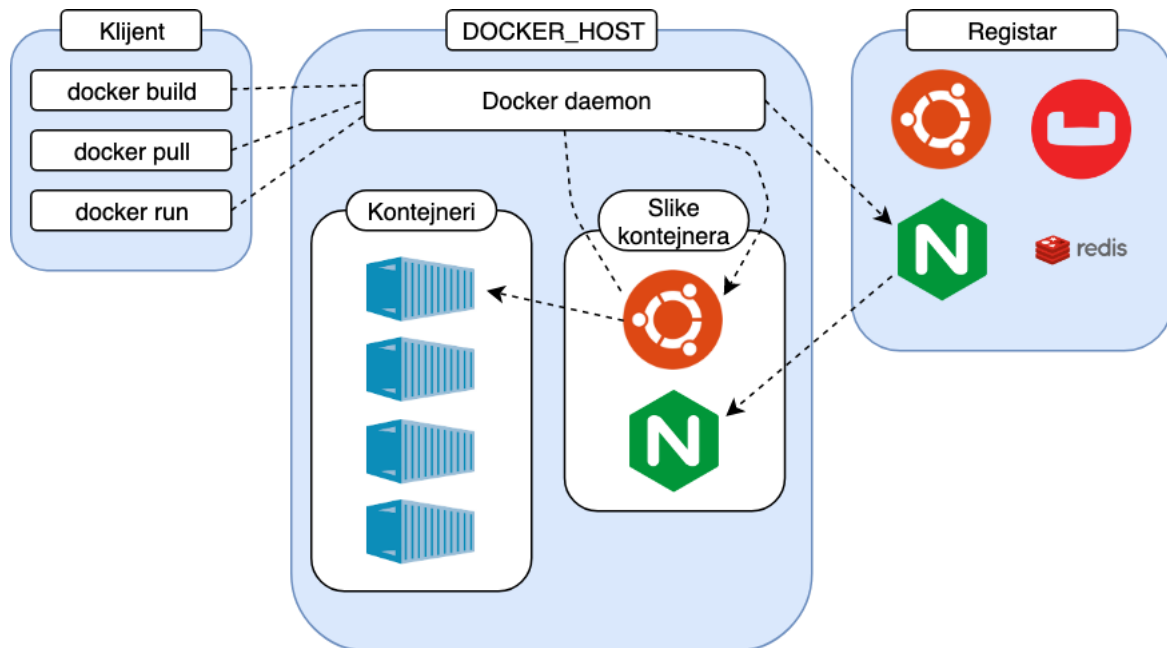 Klijent
docker build
docker pull
docker run
DOCKER_HOST
Docker daemon
Kontejneri
Slike
kontejnera
Registar
redis